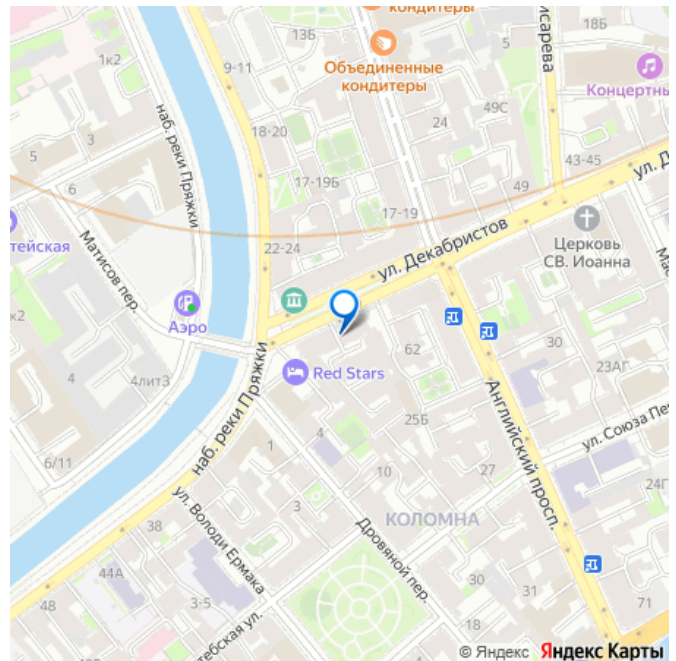 кондитеры
13Б
18Б
1к2
9-11
Объединенные
кондитеры
Концертны
49С
24
наб. реки Пряжки
3
5
18-20
17-19Б
43-45
49
6
17-19
ул. Д
тейская
Матисов пер.
22-24
ул. Декабристов
Церковь
СВ. Иоанна
к2
Аэро
62
30
23АГ
4
4лит3
Red Stars
наб. реки Пряжки
Английский просп.
25Б
ул. Союза Пе
6/11
1
4
10
27
24Г
3
КОЛОМНА
38
ул. Володи Ермака
Дровяной пер.
44А
30
48
3-5
31
71
тебская ул.
© Яндекс Яндекс Карты